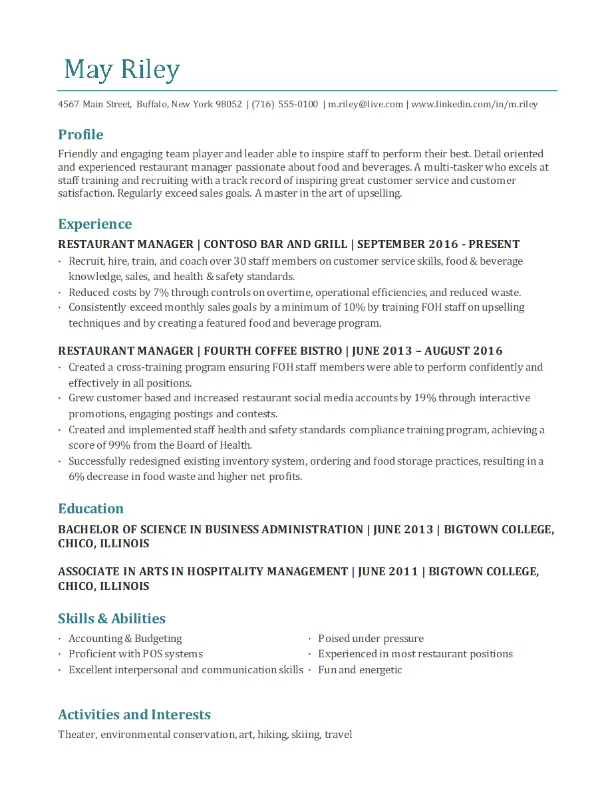 May Riley
4567 Main Street, Buffalo, New York 98052 | (716) 555-0100 | m.riley@live.com | www.linkedin.com/in/m.riley
Profile
Friendly and engaging team player and leader able to inspire staff to perform their best. Detail oriented
and experienced restaurant manager passionate about food and beverages. A multi-tasker who excels at
staff training and recruiting with a track record of inspiring great customer service and customer
satisfaction. Regularly exceed sales goals. A master in the art of upselling.
Experience
RESTAURANT MANAGER | CONTOSO BAR AND GRILL | SEPTEMBER 2016 - PRESENT
· Recruit, hire, train, and coach over 30 staff members on customer service skills, food & beverage
knowledge, sales, and health & safety standards.
· Reduced costs by 7% through controls on overtime, operational efficiencies, and reduced waste.
· Consistently exceed monthly sales goals by a minimum of 10% by training FOH staff on upselling
techniques and by creating a featured food and beverage program.
RESTAURANT MANAGER | FOURTH COFFEE BISTRO | JUNE 2013 – AUGUST 2016
· Created a cross-training program ensuring FOH staff members were able to perform confidently and
effectively in all positions.
· Grew customer based and increased restaurant social media accounts by 19% through interactive
promotions, engaging postings and contests.
· Created and implemented staff health and safety standards compliance training program, achieving a
score of 99% from the Board of Health.
· Successfully redesigned existing inventory system, ordering and food storage practices, resulting in a
6% decrease in food waste and higher net profits.
Education
BACHELOR OF SCIENCE IN BUSINESS ADMINISTRATION | JUNE 2013 | BIGTOWN COLLEGE,
CHICO, ILLINOIS
ASSOCIATE IN ARTS IN HOSPITALITY MANAGEMENT | JUNE 2011 | BIGTOWN COLLEGE,
CHICO, ILLINOIS
Skills & Abilities
· Accounting & Budgeting
· Proficient with POS systems
· Excellent interpersonal and communication skills
· Poised under pressure
· Experienced in most restaurant positions
· Fun and energetic
Activities and Interests
Theater, environmental conservation, art, hiking, skiing, travel